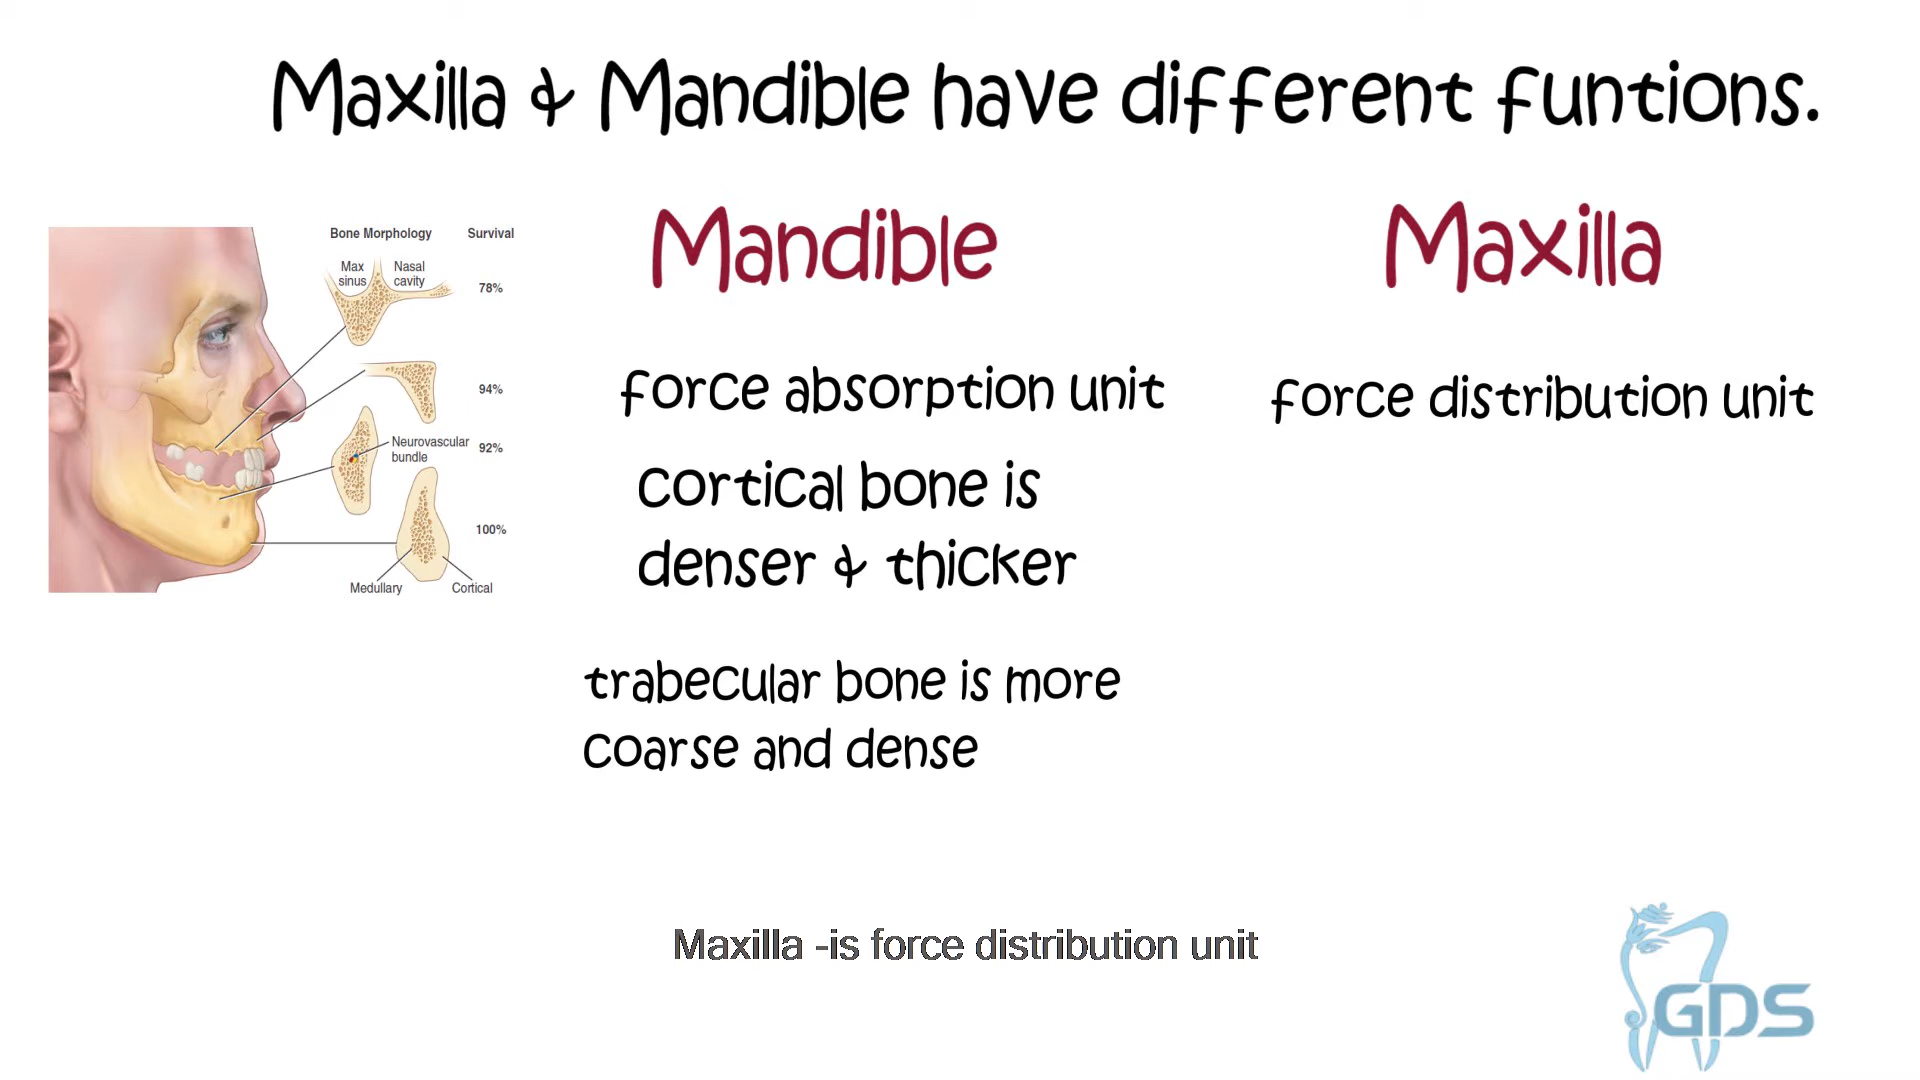 Maxilla & Mandible have different funtions.
Bone Morphology Survival
Max sinus
Nasal cavity
78%
94%
Neurovascular bundle
92%
100%
Medullary Cortical
Mandible
force absorption unit
cortical bone is
denser & thicker
trabecular bone is more
coarse and dense
Maxilla
force distribution unit
Maxilla -is force distribution unit
GDS